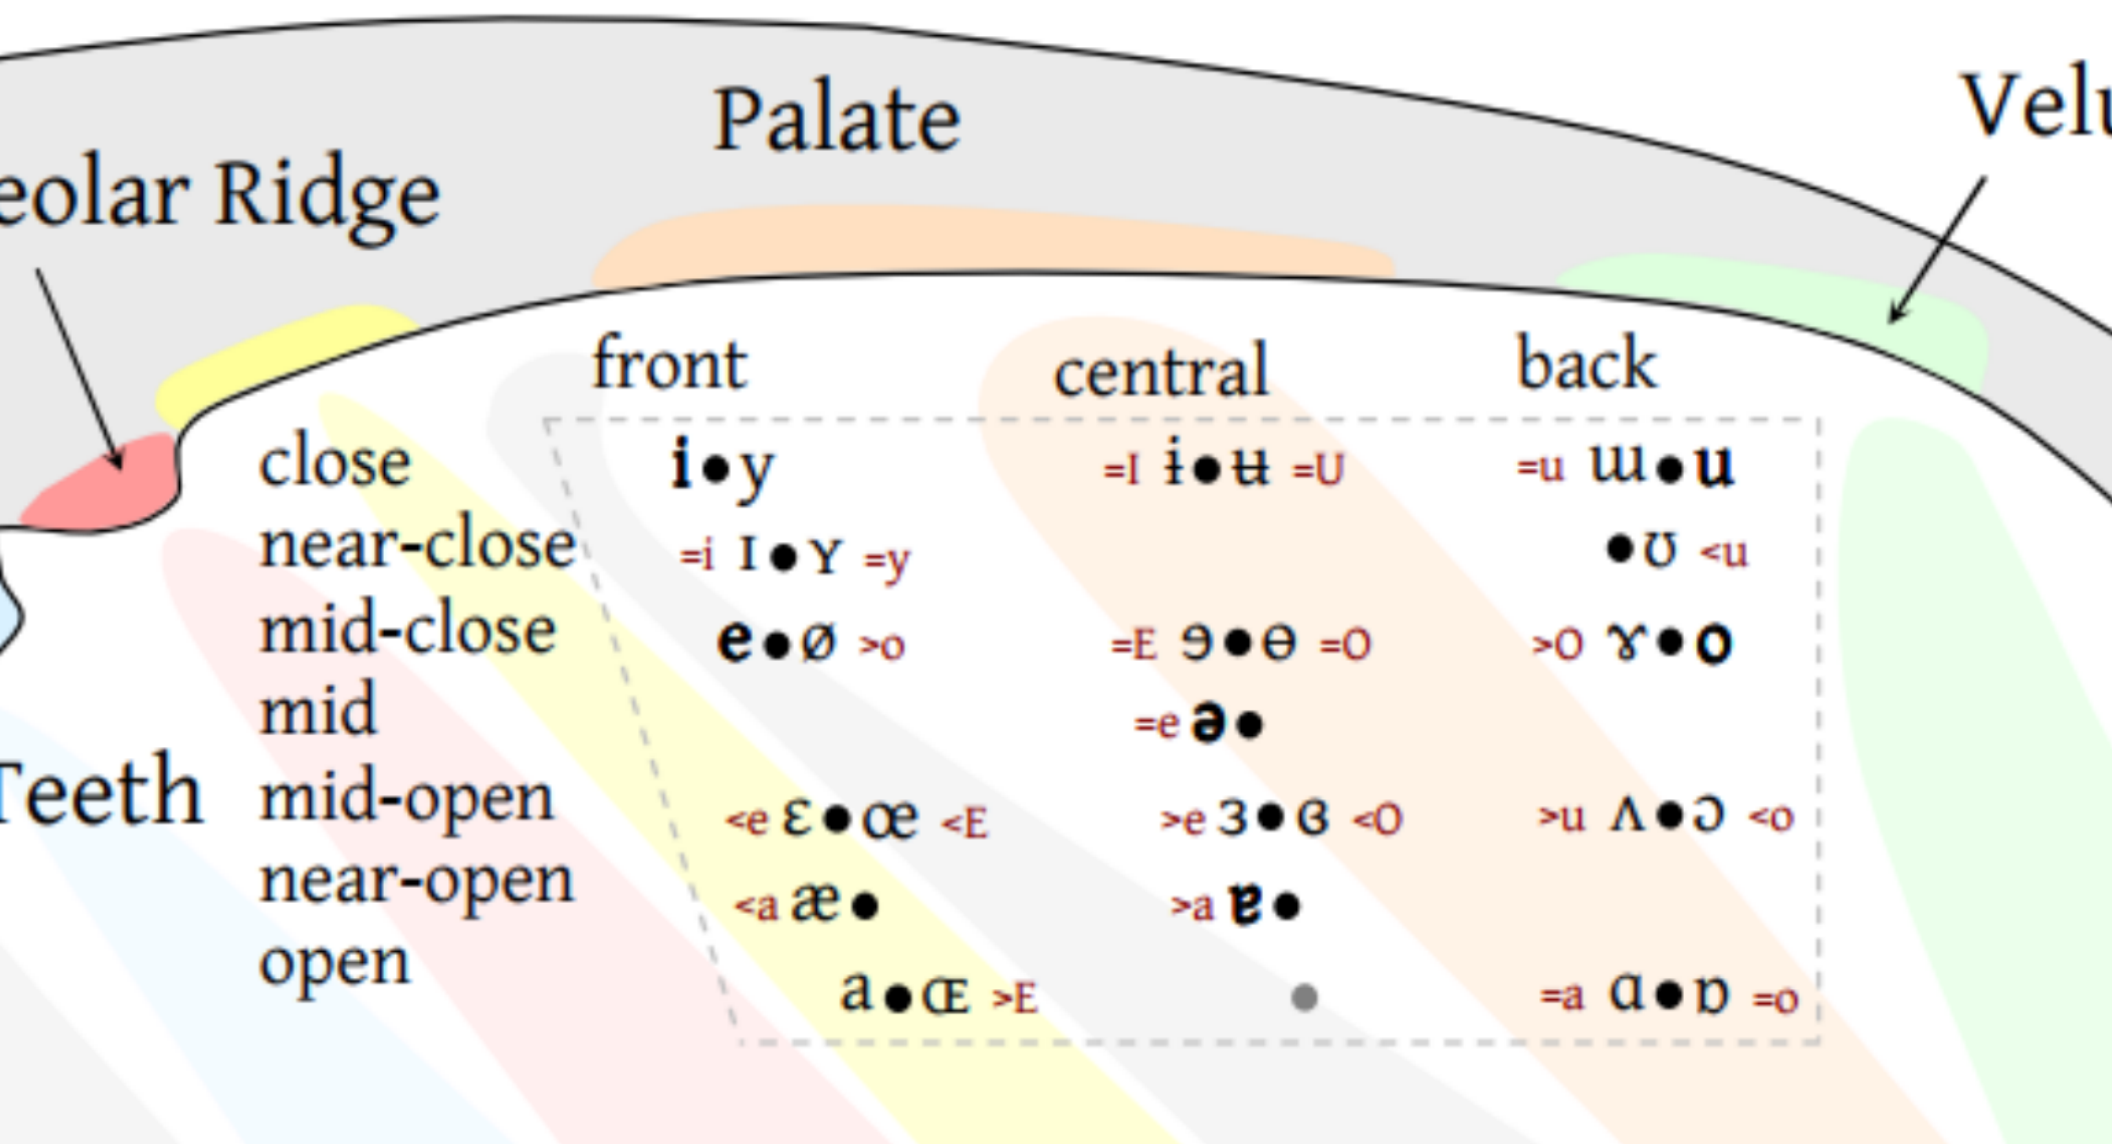 Palate
Velu
eolar Ridge
front central back
close i•y =I ɨ•ʉ =U =u ɯ•u
near-close =i ɪ•ʏ =y •ʊ <u
mid-close e•ø >o =E ɘ•ɵ =O >O ɤ•o
mid =e ə•
Teeth
mid-open <e ɛ•œ <E >e ɜ•ɞ <O >u ʌ•ɔ <o
near-open <a æ• >a ɐ•
open a•ɶ >E • =a ɑ•ɒ =o